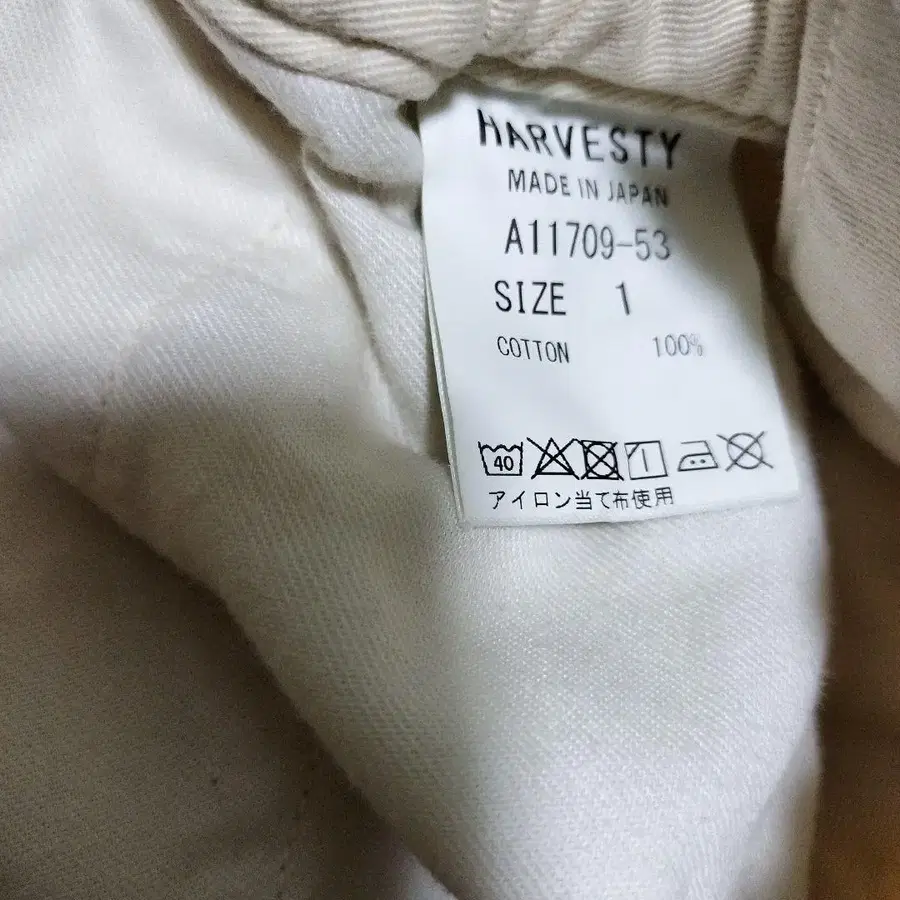 HARVESTY
MADE IN JAPAN
A11709-53
SIZE 1
COTTON 100%
40
アイロン当て布使用